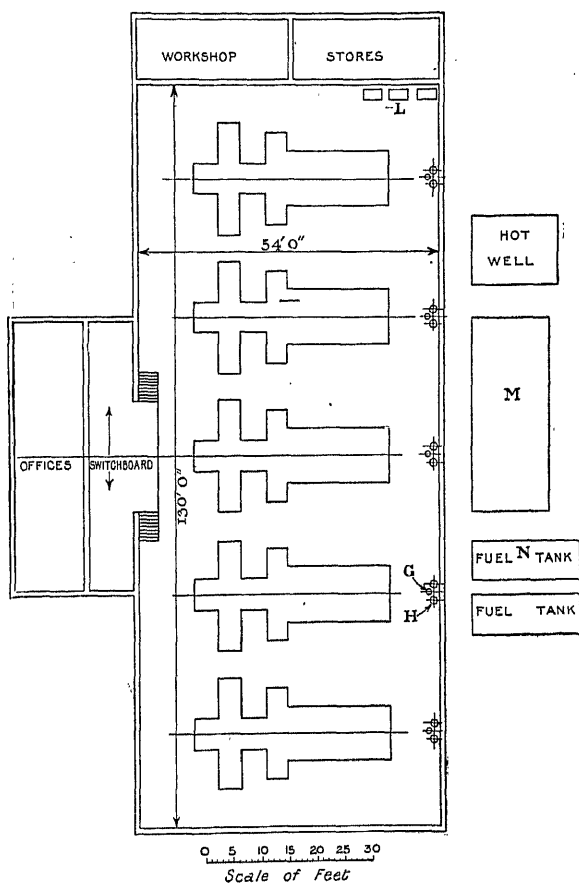 WORKSHOP
STORES
L
54'0"
HOT
WELL
M
OFFICES
SWITCHBOARD
130'0"
G
FUEL N TANK
H
FUEL TANK
0 5 10 15 20 25 30
Scale of Feet